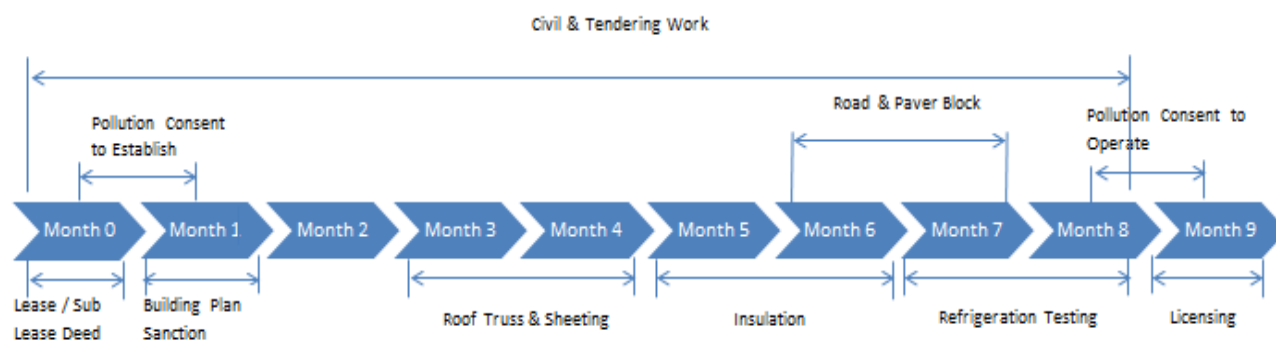 Civil & Tendering Work
Road & Paver Block
Pollution Consent
to Establish
Pollution Consent to
Operate
Month 0
Month 1
Month 2
Month 3
Month 4
Month 5
Month 6
Month 7
Month 8
Month 9
Lease / Sub
Lease Deed
Building Plan
Sanction
Roof Truss & Sheeting
Insulation
Refrigeration Testing
Licensing